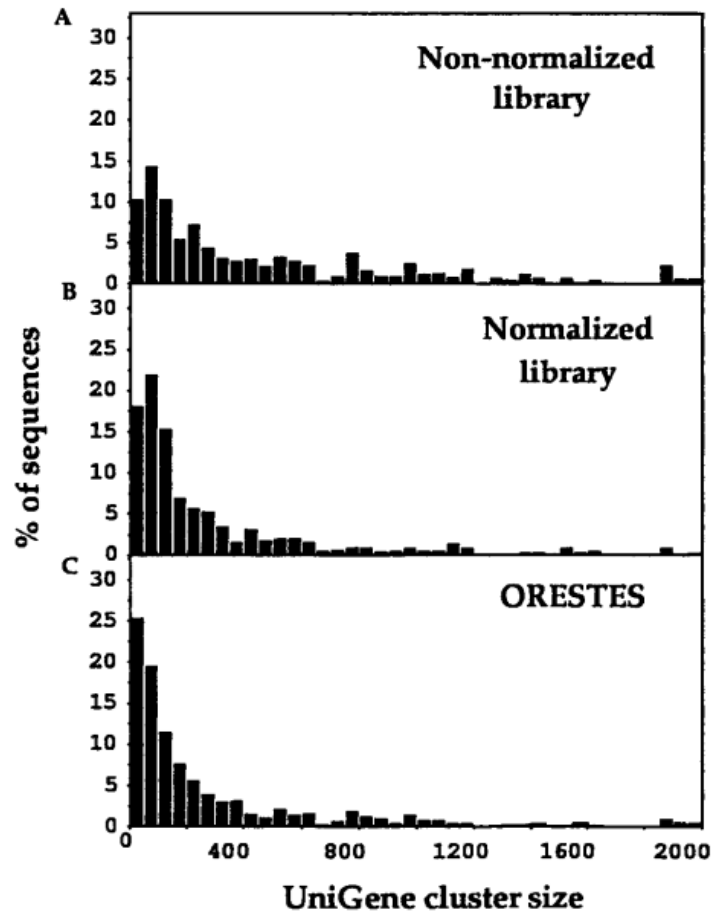 A
Non-normalized
library
30
25
20
15
10
5
0
B
Normalized
library
30
25
20
15
10
5
0
C
ORESTES
30
25
20
15
10
5
0
% of sequences
0 400 800 1200 1600 2000
UniGene cluster size